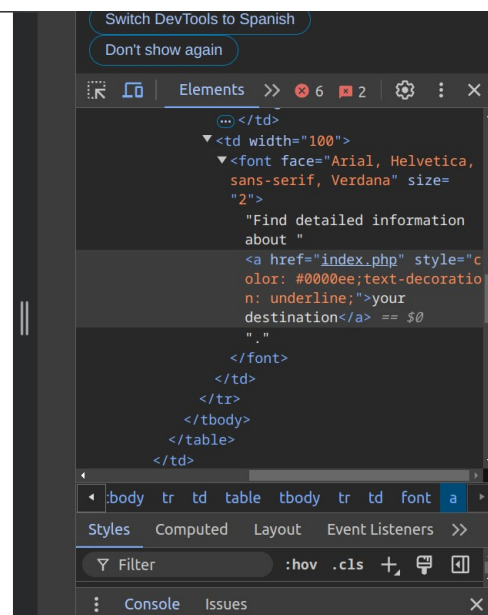 Switch DevTools to Spanish
Don't show again
Elements 6 2
</td>
<td width="100">
<font face="Arial, Helvetica,
sans-serif, Verdana" size=
"2">
"Find detailed information
about "
<a href="index.php" style="c
olor: #0000ee;text-decoratio
n: underline;">your
destination</a> == $0
"."
</font>
</td>
</tr>
</tbody>
</table>
</td>
tbody tr td table tbody tr td font a
Styles Computed Layout Event Listeners
Filter :hov .cls
Console Issues